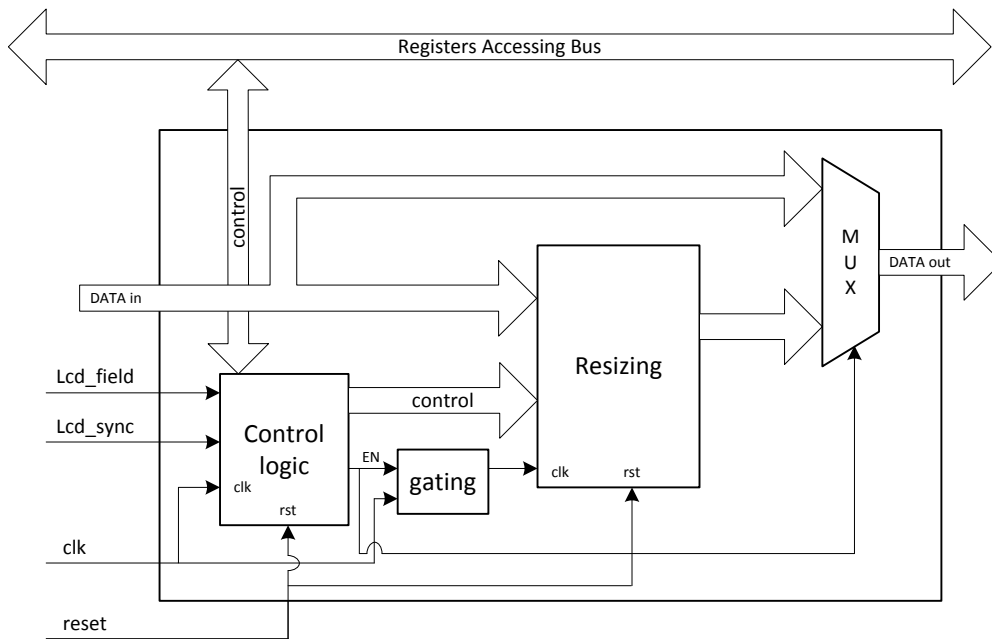 Registers Accessing Bus
control
DATA in
M
U
X
DATA out
Lcd_field
Lcd_sync
Control
logic
clk
rst
control
EN
gating
Resizing
clk
rst
clk
reset